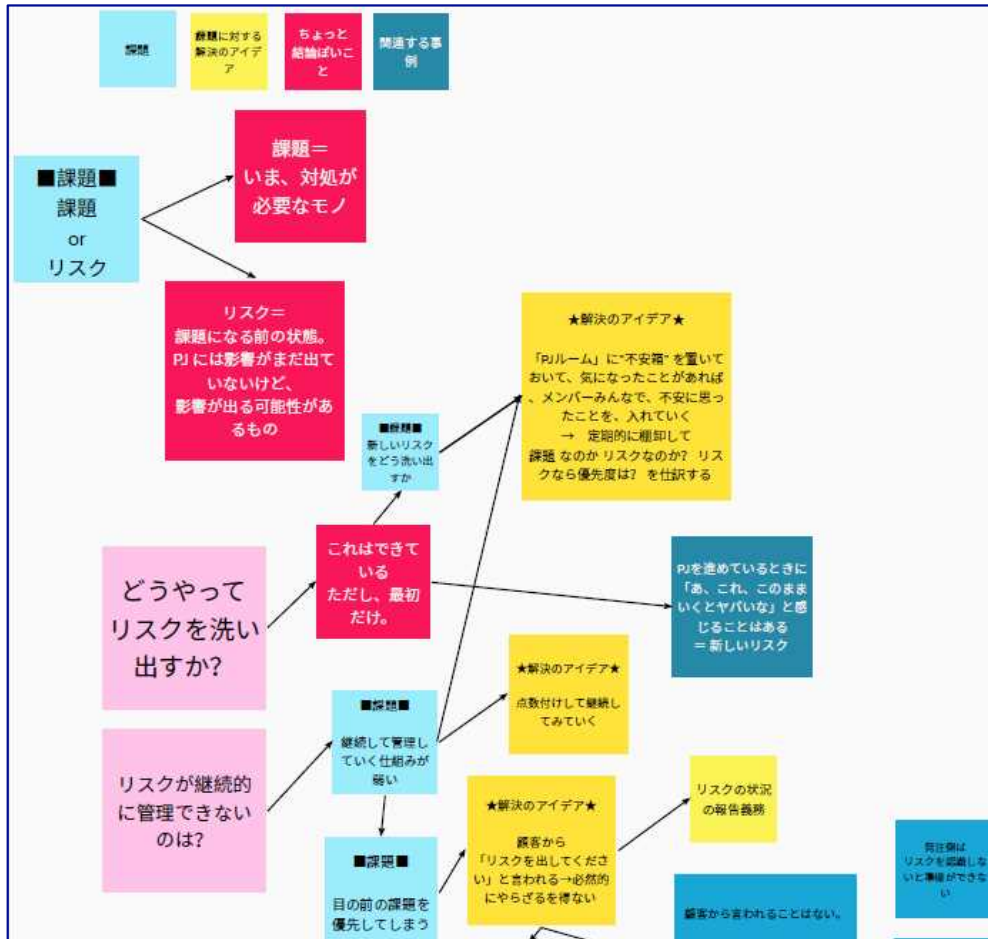 課題
課題に対する
解決のアイデ
ア
ちょっと
結論ぽいこ
と
関連する事
例
■課題■
課題
or
リスク
課題＝
いま、対処が
必要なモノ
リスク＝
課題になる前の状態。
PJには影響がまだ出て
いないけど、
影響が出る可能性があ
るもの
■課題■
新しいリスク
をどう洗い出
すか
★解決のアイデア★
「PJルーム」に"不安箱" を置いて
おいて、気になったことがあれば
、メンバーみんなで、不安に思っ
たことを、入れていく
→ 定期的に棚卸して
課題 なのか リスクなのか？ リス
クなら優先度は？ を仕訳する
どうやって
リスクを洗い
出すか？
これはできて
いる
ただし、最初
だけ。
PJを進めているときに
「あ、これ、このまま
いくとヤバいな」と感
じることはある
＝ 新しいリスク
リスクが継続的
に管理できない
のは？
■課題■
継続して管理し
ていく仕組みが
弱い
★解決のアイデア★
点数付けして継続し
てみていく
■課題■
目の前の課題を
優先してしまう
★解決のアイデア★
顧客から
「リスクを出してくださ
い」と言われる→必然的
にやらざるを得ない
リスクの状況
の報告義務
顧客から言われることはない。
発注側は
リスクを認識しな
いと準備ができな
い